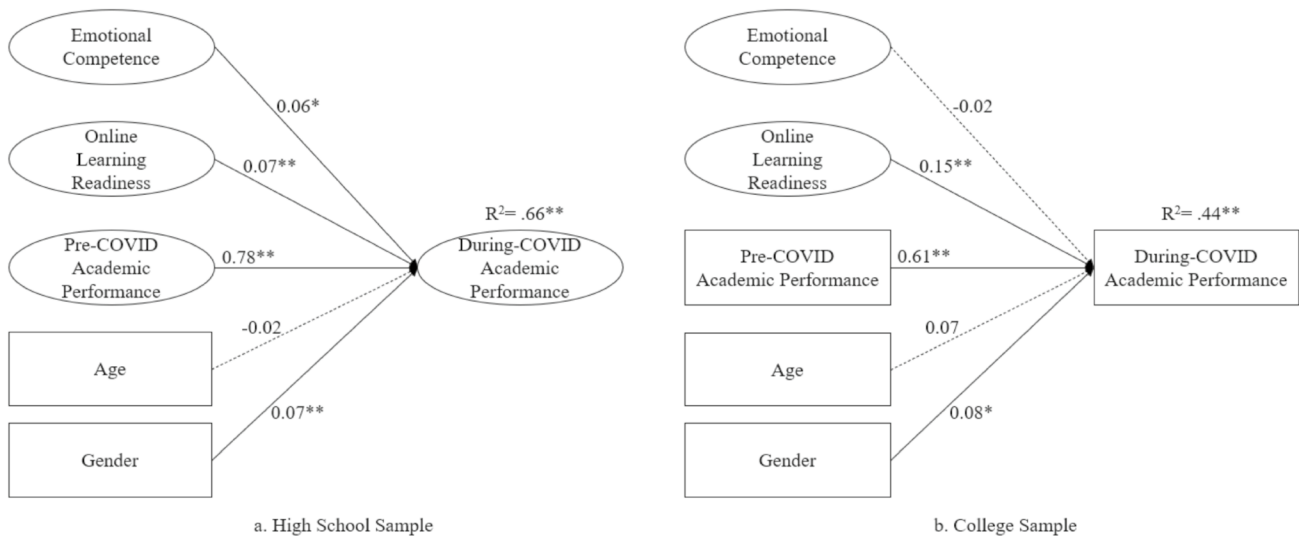 Emotional
Competence
0.06*
Online
Learning
Readiness
0.07**
R²= .66**
Pre-COVID
Academic
Performance
0.78**
During-COVID
Academic
Performance
-0.02
Age
0.07**
Gender
a. High School Sample
Emotional
Competence
-0.02
Online
Learning
Readiness
0.15**
R²= .44**
Pre-COVID
Academic Performance
0.61**
During-COVID
Academic Performance
0.07
Age
0.08*
Gender
b. College Sample